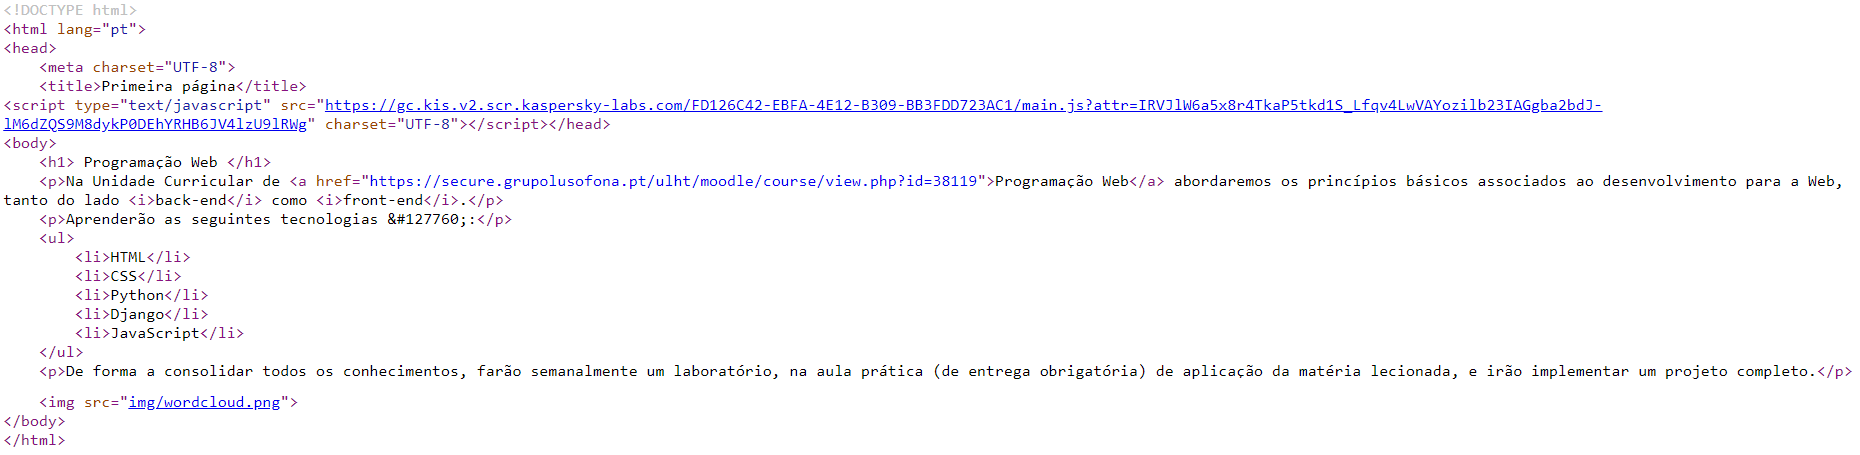 <!DOCTYPE html>
<html lang="pt">
<head>
    <meta charset="UTF-8">
    <title>Primeira página</title>
<script type="text/javascript" src="https://gc.kis.v2.scr.kaspersky-labs.com/FD126C42-EBFA-4E12-B309-BB3FDD723AC1/main.js?attr=IRVJlW6a5x8r4TkaP5tkd1S_Lfqv4LwVAYozilb23IAGgba2bdJ-
lM6dZQS9M8dykP0DEhYRHB6JV4lzU9lRWg" charset="UTF-8"></script></head>
<body>
    <h1> Programação Web </h1>
    <p>Na Unidade Curricular de <a href="https://secure.grupolusofona.pt/ulht/moodle/course/view.php?id=38119">Programação Web</a> abordaremos os princípios básicos associados ao desenvolvimento para a Web,
tanto do lado <i>back-end</i> como <i>front-end</i>.</p>
    <p>Aprenderão as seguintes tecnologias &#127760;:</p>
    <ul>
        <li>HTML</li>
        <li>CSS</li>
        <li>Python</li>
        <li>Django</li>
        <li>JavaScript</li>
    </ul>
    <p>De forma a consolidar todos os conhecimentos, farão semanalmente um laboratório, na aula prática (de entrega obrigatória) de aplicação da matéria lecionada, e irão implementar um projeto completo.</p>
    <img src="img/wordcloud.png">
</body>
</html>